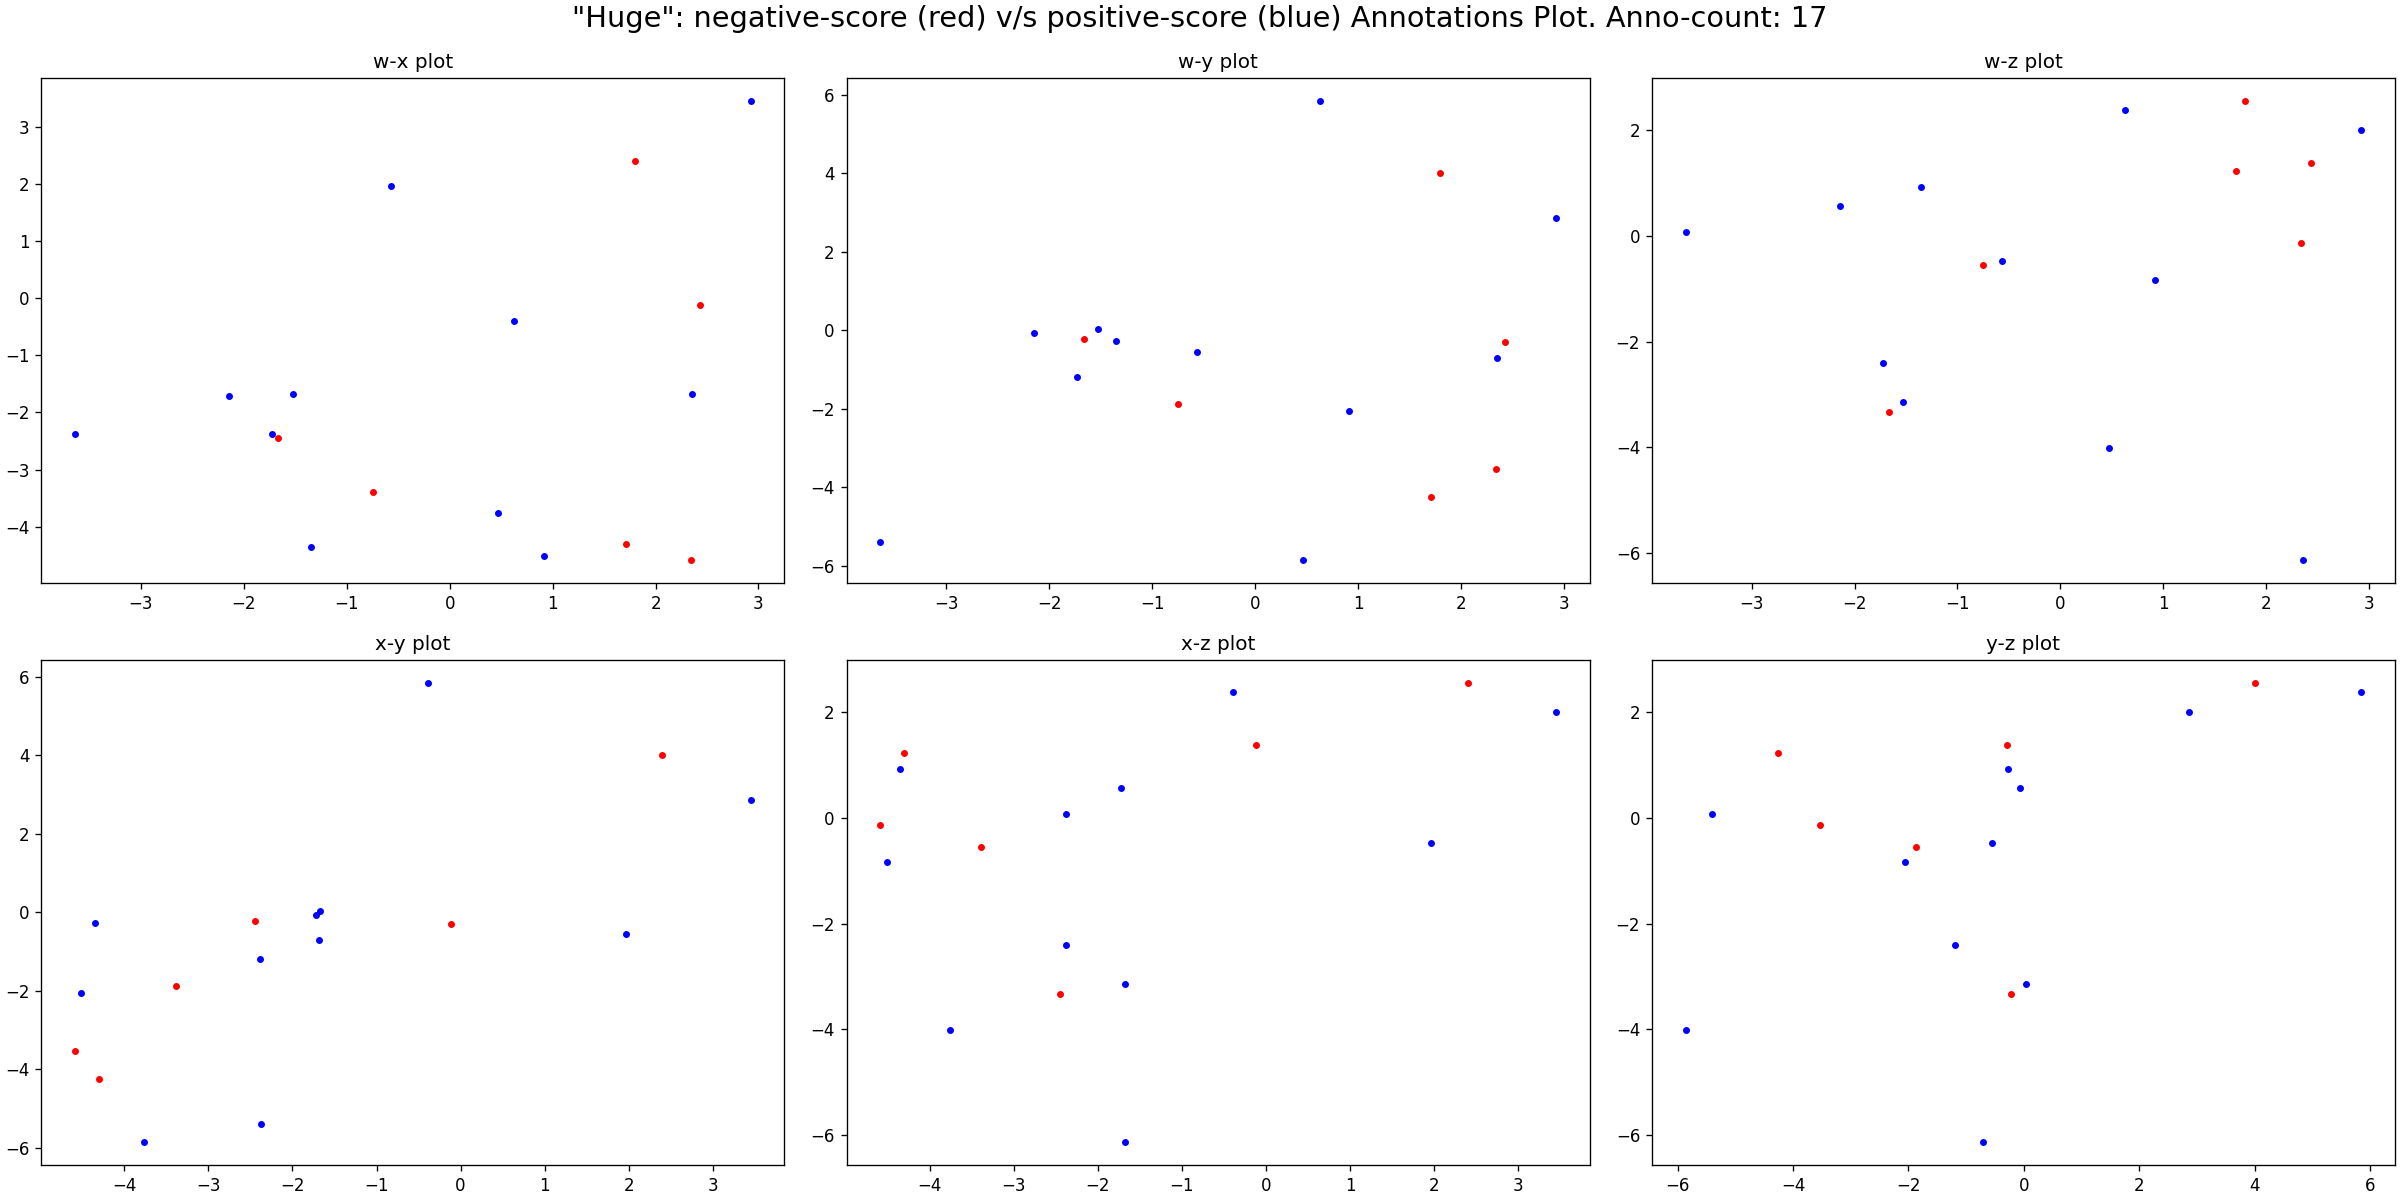 "Huge": negative-score (red) v/s positive-score (blue) Annotations Plot. Anno-count: 17
w-x plot
3
2
1
0
−1
−2
−3
−4
−3 −2 −1 0 1 2 3
w-y plot
6
4
2
0
−2
−4
−6
−3 −2 −1 0 1 2 3
w-z plot
2
0
−2
−4
−6
−3 −2 −1 0 1 2 3
x-y plot
6
4
2
0
−2
−4
−6
−4 −3 −2 −1 0 1 2 3
x-z plot
2
0
−2
−4
−6
−4 −3 −2 −1 0 1 2 3
y-z plot
2
0
−2
−4
−6
−6 −4 −2 0 2 4 6